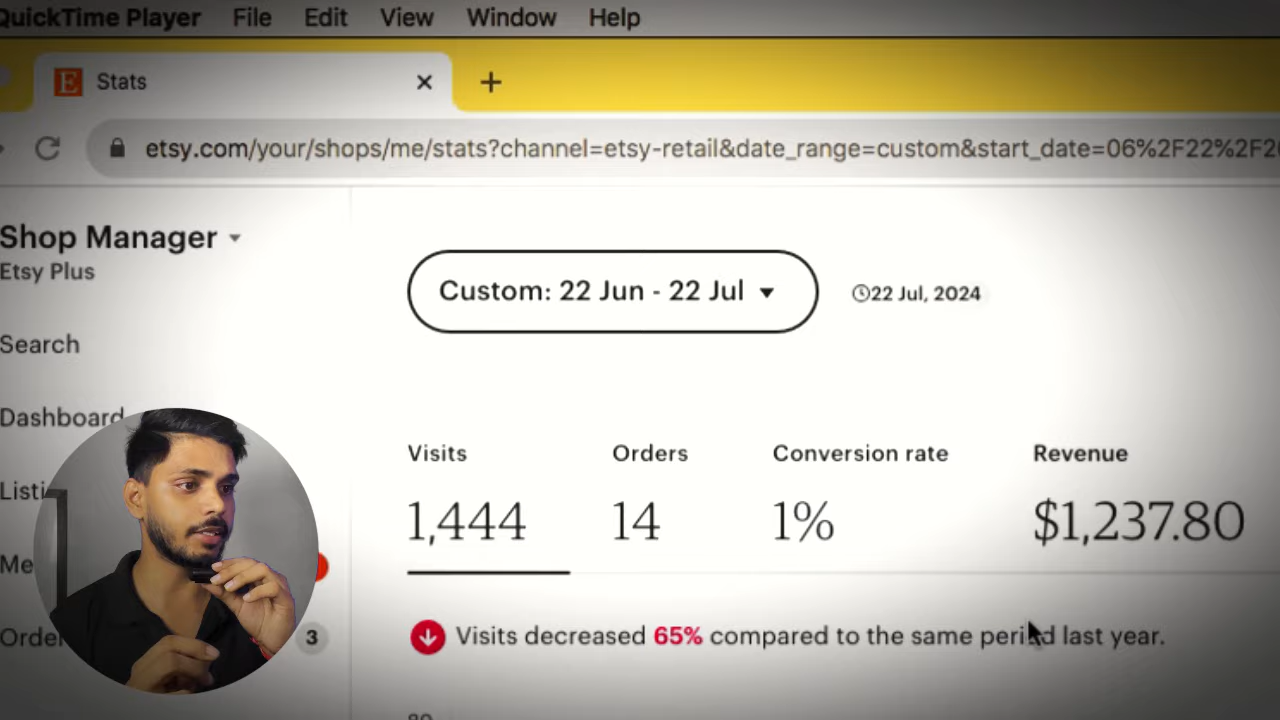 QuickTime Player File Edit View Window Help
E Stats × +
etsy.com/your/shops/me/stats?channel=etsy-retail&date_range=custom&start_date=06%2F22%2F2
Shop Manager
Etsy Plus
Custom: 22 Jun - 22 Jul
22 Jul, 2024
Search
Dashboard
Listi
Me
Orde
3
Visits Orders Conversion rate Revenue
1,444 14 1% $1,237.80
Visits decreased 65% compared to the same period last year.